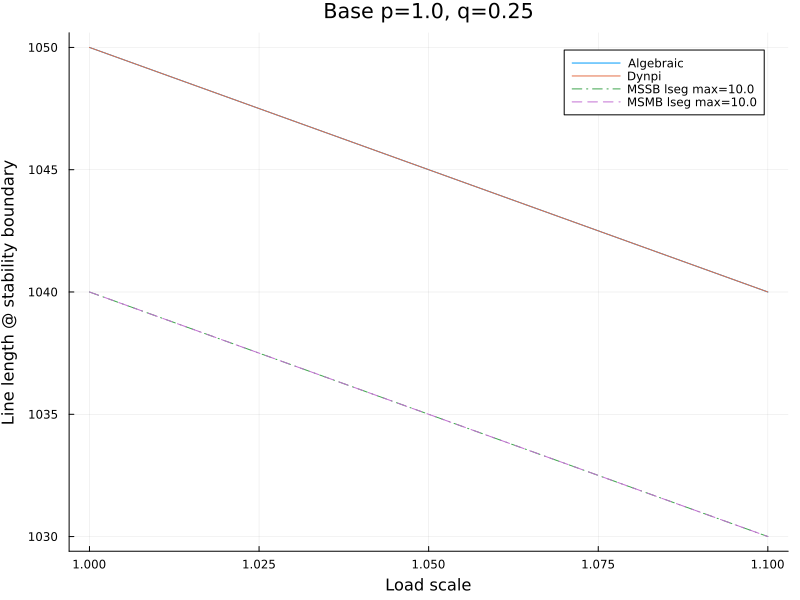 Base p=1.0, q=0.25
Line length @ stability boundary
1050
1045
1040
1035
1030
Algebraic
Dynpi
MSSB lseg max=10.0
MSMB lseg max=10.0
1.000
1.025
1.050
1.075
1.100
Load scale